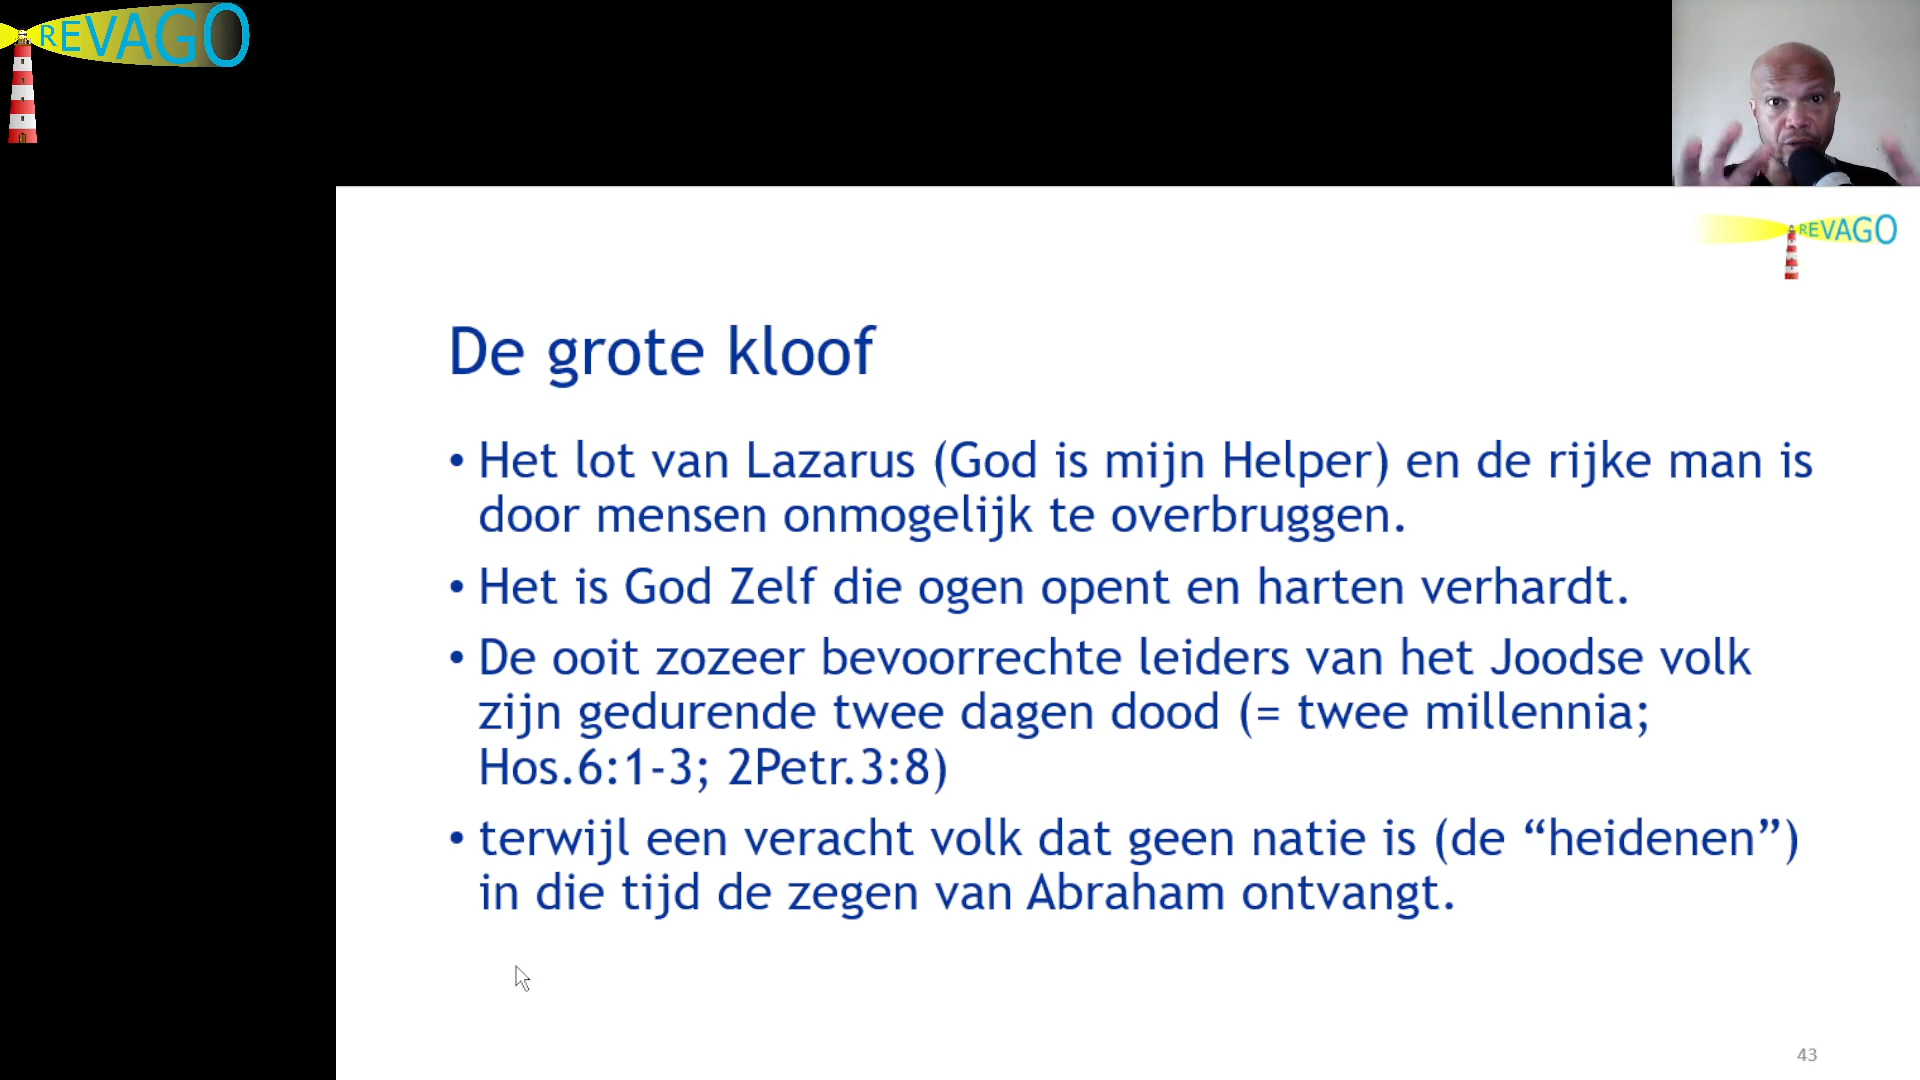 REVAGO
REVAGO
De grote kloof
• Het lot van Lazarus (God is mijn Helper) en de rijke man is
door mensen onmogelijk te overbruggen.
• Het is God Zelf die ogen opent en harten verhardt.
• De ooit zozeer bevoorrechte leiders van het Joodse volk
zijn gedurende twee dagen dood (= twee millennia;
Hos.6:1-3; 2Petr.3:8)
• terwijl een veracht volk dat geen natie is (de “heidenen”)
in die tijd de zegen van Abraham ontvangt.
43